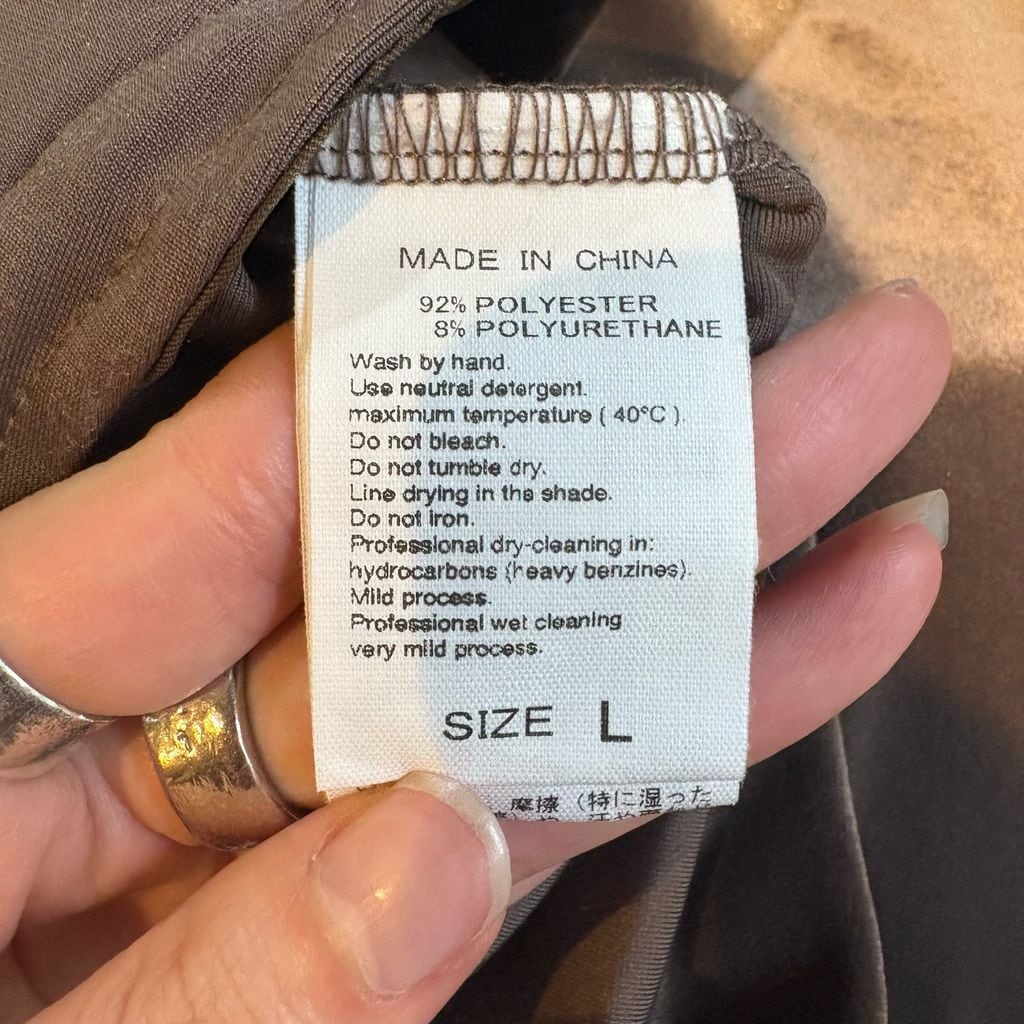 MADE IN CHINA
92% POLYESTER
8% POLYURETHANE
Wash by hand.
Use neutral detergent.
maximum temperature ( 40°C ).
Do not bleach.
Do not tumble dry.
Line drying in the shade.
Do not iron.
Professional dry-cleaning in:
hydrocarbons (heavy benzines).
Mild process.
Professional wet cleaning
very mild process.
SIZE L
摩擦（特に湿った